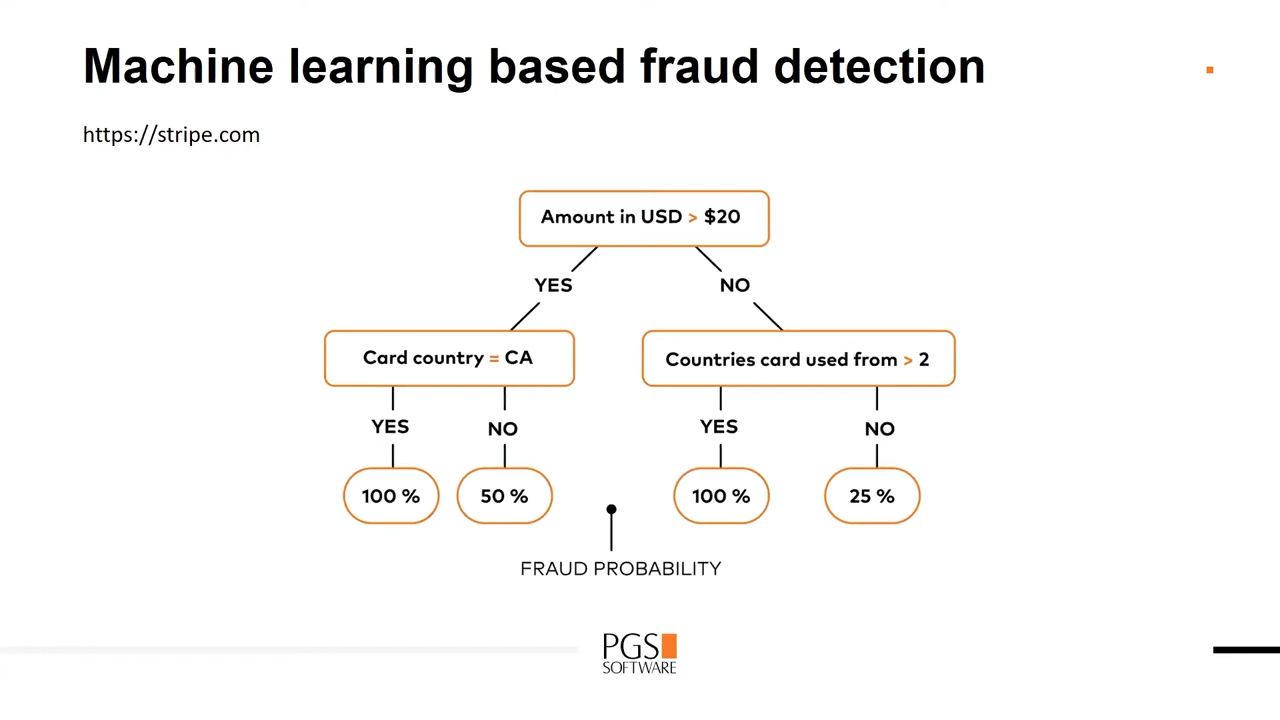 Machine learning based fraud detection
https://stripe.com
Amount in USD > $20
YES
NO
Card country = CA
Countries card used from > 2
YES
NO
YES
NO
100 %
50 %
100 %
25 %
FRAUD PROBABILITY
PGS
SOFTWARE